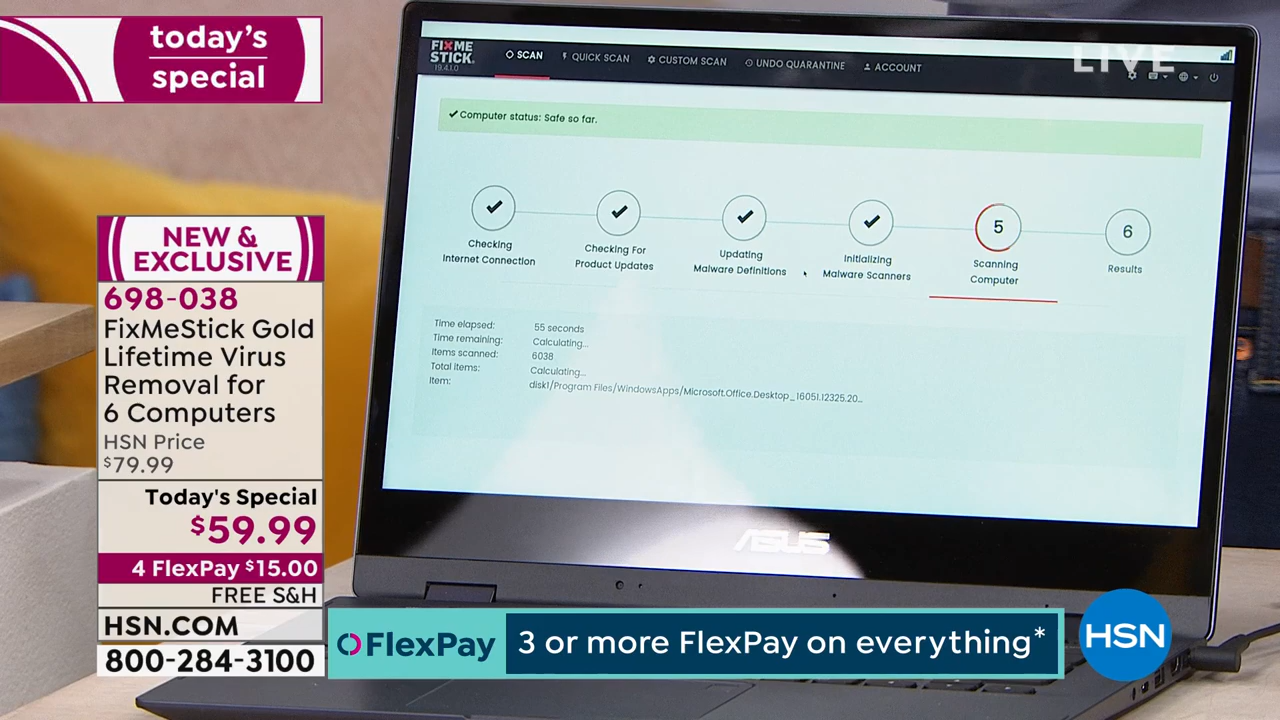 today's
special
NEW &
EXCLUSIVE
698-038
FixMeStick Gold
Lifetime Virus
Removal for
6 Computers
HSN Price
$79.99
Today's Special
$59.99
4 FlexPay $15.00
FREE S&H
HSN.COM
800-284-3100
LIVE
FIXME
STICK
19.4.1.0
SCAN
QUICK SCAN
CUSTOM SCAN
UNDO QUARANTINE
ACCOUNT
Computer status: Safe so far.
Checking
Internet Connection
Checking For
Product Updates
Updating
Malware Definitions
Initializing
Malware Scanners
5
Scanning
Computer
6
Results
Time elapsed: 55 seconds
Time remaining: Calculating...
Items scanned: 6038
Total items: Calculating...
Item: disk1/Program Files/WindowsApps/Microsoft.Office.Desktop_16051.12325.20...
ASUS
FlexPay
3 or more FlexPay on everything*
HSN